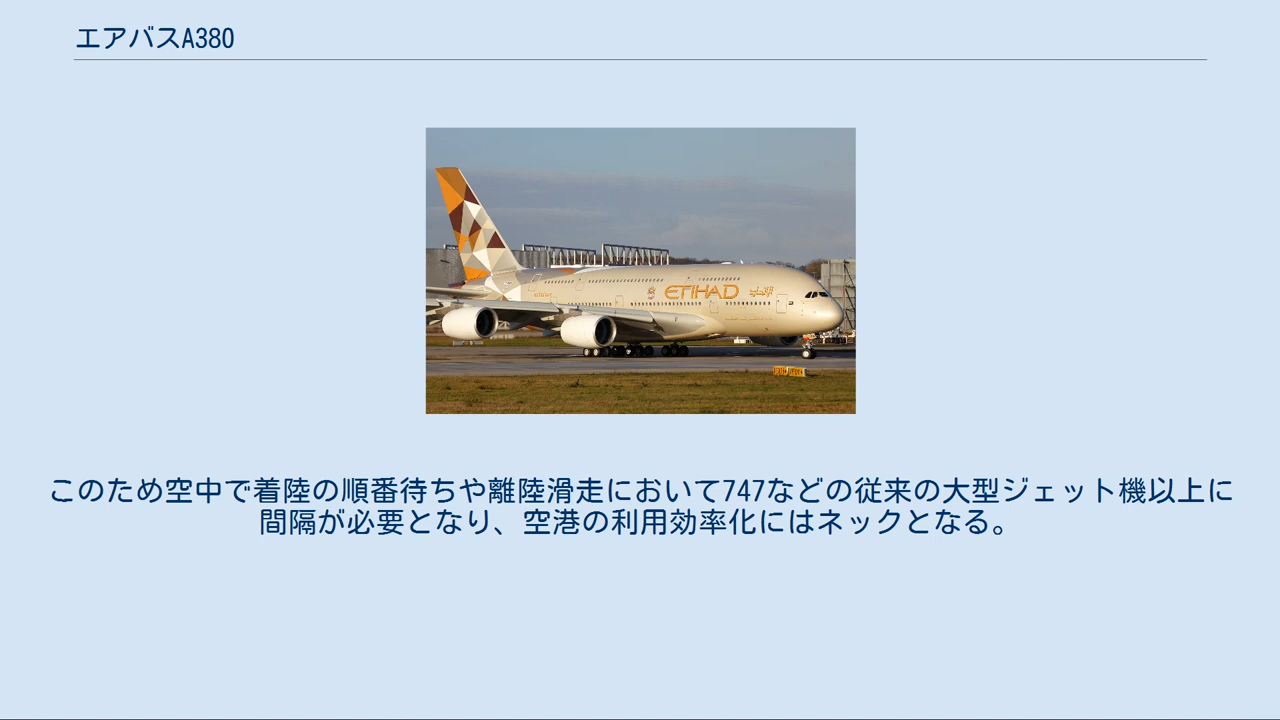 エアバスA380
ETIHAD
الإتحاد
このため空中で着陸の順番待ちや離陸滑走において747などの従来の大型ジェット機以上に
間隔が必要となり、空港の利用効率化にはネックとなる。